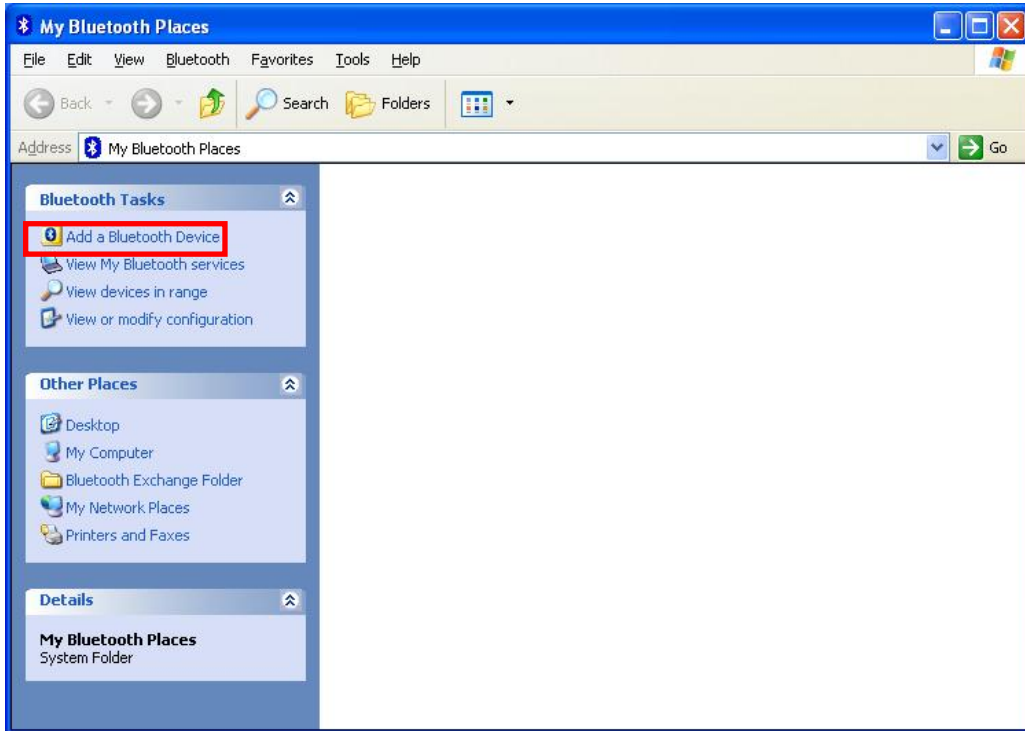 My Bluetooth Places
File Edit View Bluetooth Favorites Tools Help
Back Search Folders
Address My Bluetooth Places Go
Bluetooth Tasks
Add a Bluetooth Device
View My Bluetooth services
View devices in range
View or modify configuration
Other Places
Desktop
My Computer
Bluetooth Exchange Folder
My Network Places
Printers and Faxes
Details
My Bluetooth Places
System Folder